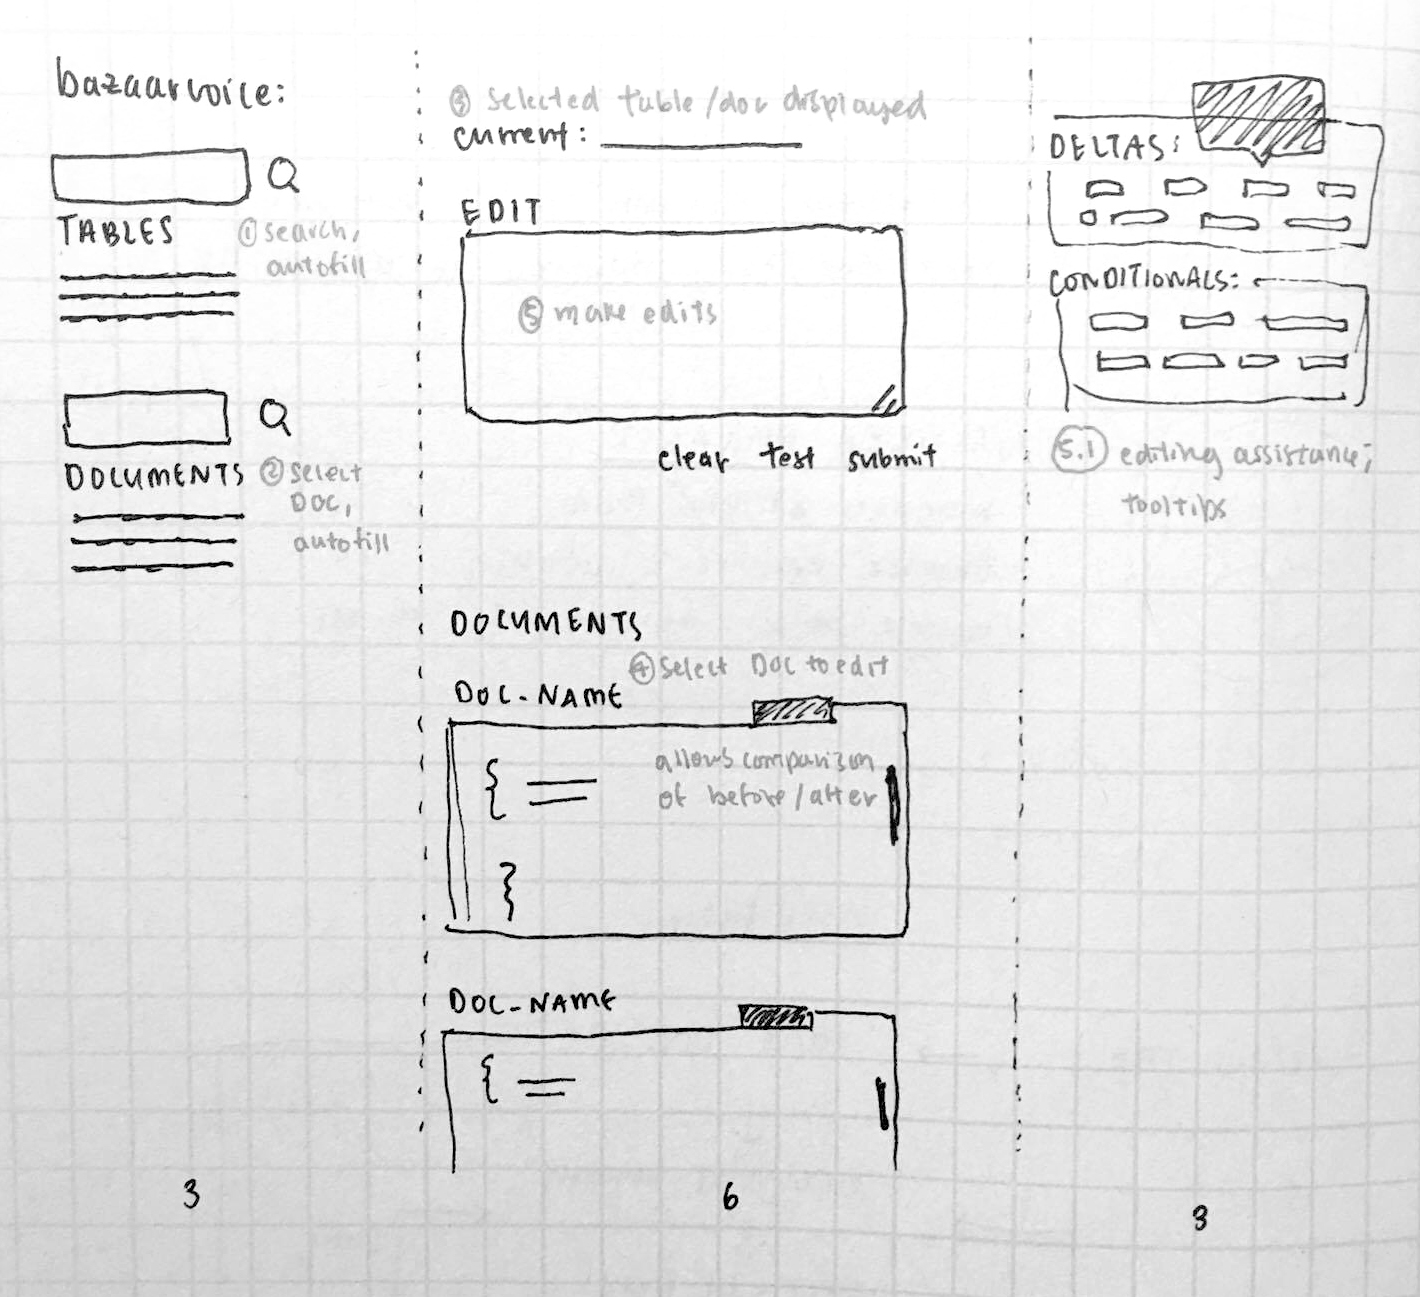 bazaarvoice:
TABLES
① search,
autofill
DOCUMENTS
② select
DOC,
autofill
3
③ selected table/doc displayed
current:
EDIT
⑤ make edits
clear test submit
DOCUMENTS
④ select DOC to edit
DOC-NAME
{
allows comparison
of before/after
}
DOC-NAME
{
6
DELTAS:
CONDITIONALS:
5.1 editing assistance;
tooltips
3